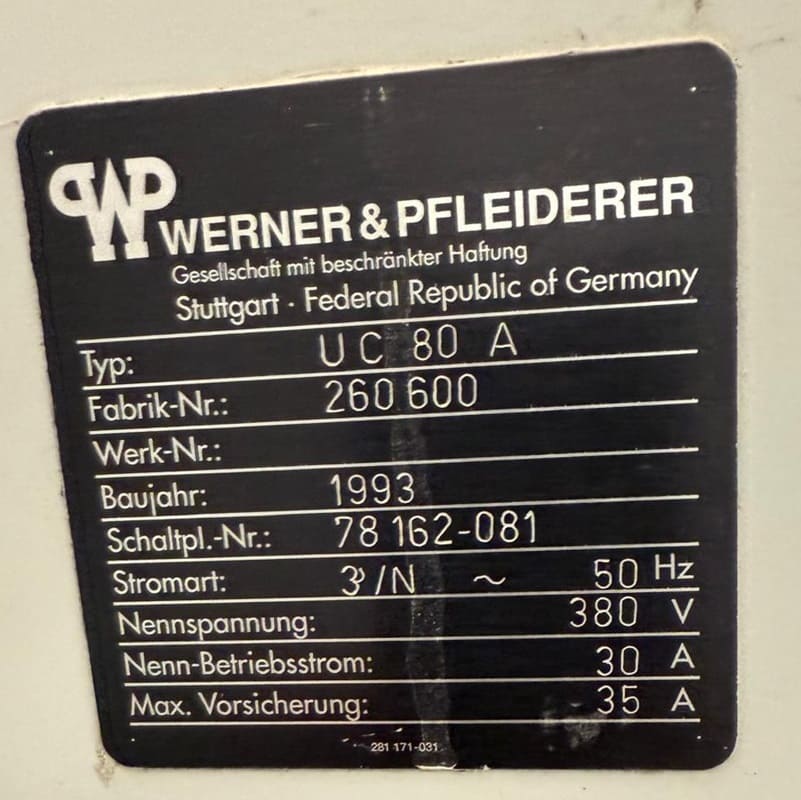 WP WERNER & PFLEIDERER
Gesellschaft mit beschränkter Haftung
Stuttgart · Federal Republic of Germany
Typ: UC 80 A
Fabrik-Nr.: 260 600
Werk-Nr.:
Baujahr: 1993
Schaltpl.-Nr.: 78 162-081
Stromart: 3/N ~ 50 Hz
Nennspannung: 380 V
Nenn-Betriebsstrom: 30 A
Max. Vorsicherung: 35 A
281 171-031